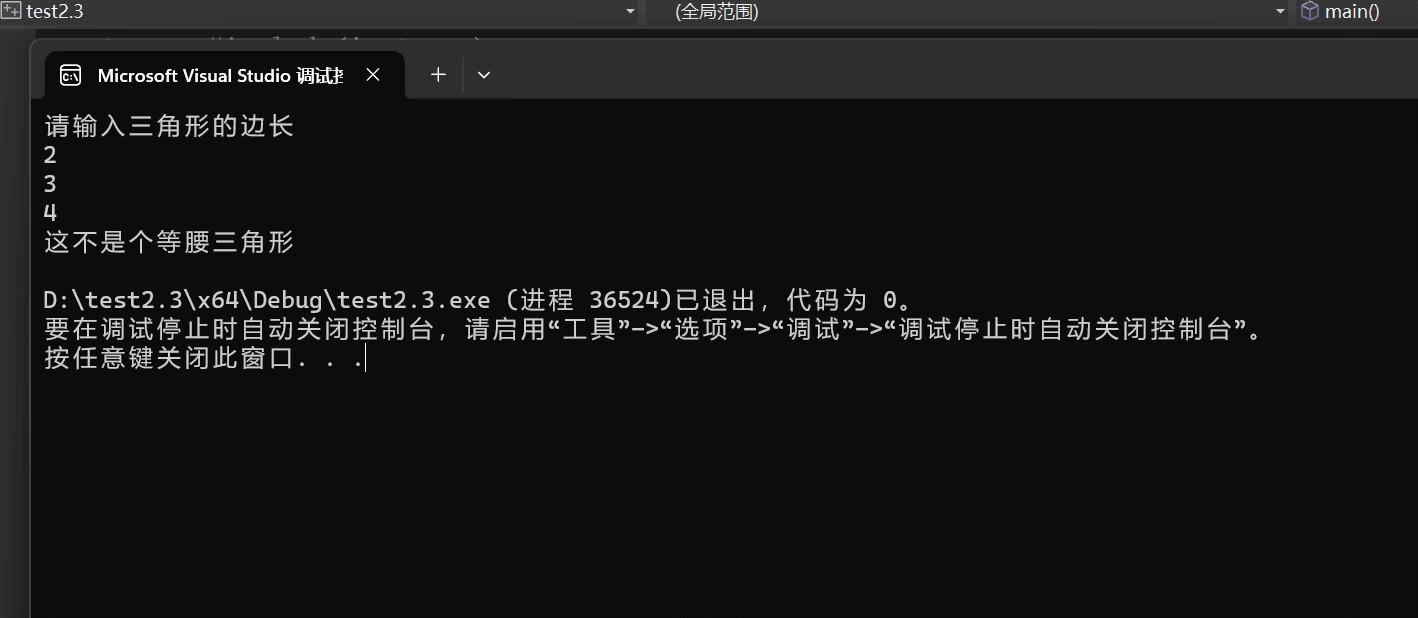 test2.3
(全局范围)
main()
Microsoft Visual Studio 调试
请输入三角形的边长
2
3
4
这不是个等腰三角形
D:\test2.3\x64\Debug\test2.3.exe (进程 36524)已退出，代码为 0。
要在调试停止时自动关闭控制台，请启用“工具”->“选项”->“调试”->“调试停止时自动关闭控制台”。
按任意键关闭此窗口. . .